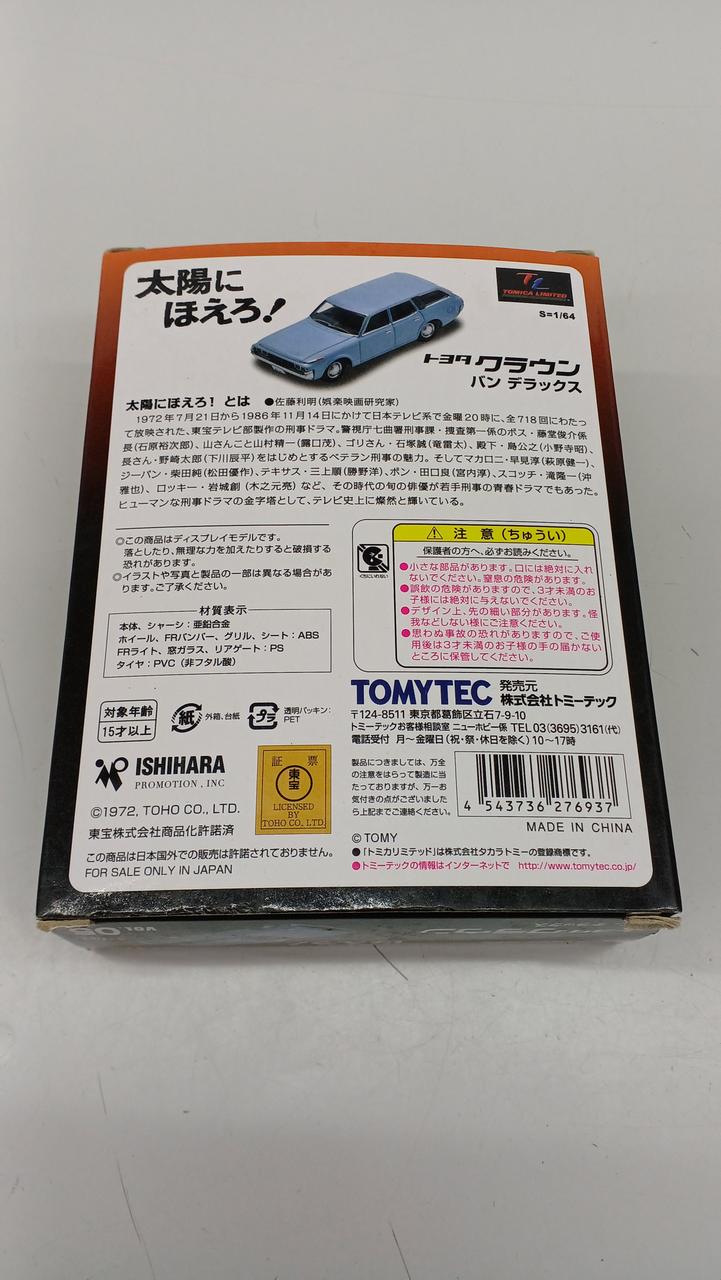 太陽に
ほえろ!
TL
TOMICA LIMITED
S=1/64
トヨタ クラウン
バン デラックス
太陽にほえろ! とは ●佐藤利明(娯楽映画研究家)
1972年7月21日から1986年11月14日にかけて日本テレビ系で金曜20時に、全718回にわたっ
て放映された、東宝テレビ部製作の刑事ドラマ。警視庁七曲署刑事課・捜査第一係のボス・藤堂俊介係
長(石原裕次郎)、山さんこと山村精一(露口茂)、ゴリさん・石塚誠(竜雷太)、殿下・島公之(小野寺昭)、
長さん・野崎太郎(下川辰平)をはじめとするベテラン刑事の魅力。そしてマカロニ・早見淳(萩原健一)、
ジーパン・柴田純(松田優作)、テキサス・三上順(勝野洋)、ボン・田口良(宮内淳)、スコッチ・滝隆一(沖
雅也)、ロッキー・岩城創(木之元亮)など、その時代の旬の俳優が若手刑事の青春ドラマでもあった。
ヒューマンな刑事ドラマの金字塔として、テレビ史上に燦然と輝いている。
◎この商品はディスプレイモデルです。
落としたり、無理な力を加えたりすると破損する
恐れがあります。
◎イラストや写真と製品の一部は異なる場合があ
ります。ご了承ください。
材質表示
本体、シャーシ:亜鉛合金
ホイール、FRバンパー、グリル、シート:ABS
FRライト、窓ガラス、リアゲート:PS
タイヤ:PVC(非フタル酸)
注意(ちゅうい)
保護者の方へ、必ずお読みください。
●小さな部品があります。口には絶対に入れ
ないでください。窒息の危険があります。
●誤飲の危険がありますので、3才未満のお
子様には絶対に与えないでください。
●デザイン上、先の細い部分があります。怪
我などしない様にご注意ください。
●思わぬ事故の恐れがありますので、ご使
用後は3才未満のお子様の手の届かない
ところに保管してください。
くちにいれない
対象年齢
15才以上
紙
外箱、台紙
プラ
透明パッキン:
PET
TOMYTEC 発売元
株式会社トミーテック
〒124-8511 東京都葛飾区立石7-9-10
トミーテックお客様相談室 ニューホビー係 TEL 03(3695)3161(代)
電話受付 月~金曜日(祝・祭・休日を除く)10~17時
ISHIHARA
PROMOTION, INC
©1972, TOHO CO., LTD.
東宝株式会社商品化許諾済
証 票
東宝
LICENSED
BY
TOHO CO., LTD.
製品につきましては、万全
の注意をはらって製造に当
たっておりますが、万一お
気付きの点がございました
ら上記までご連絡ください。
4 543736 276937
MADE IN CHINA
この商品は日本国外での販売は許諾されておりません。
FOR SALE ONLY IN JAPAN
©TOMY
●「トミカリミテッド」は株式会社タカラトミーの登録商標です。
●トミーテックの情報はインターネットで http://www.tomytec.co.jp/